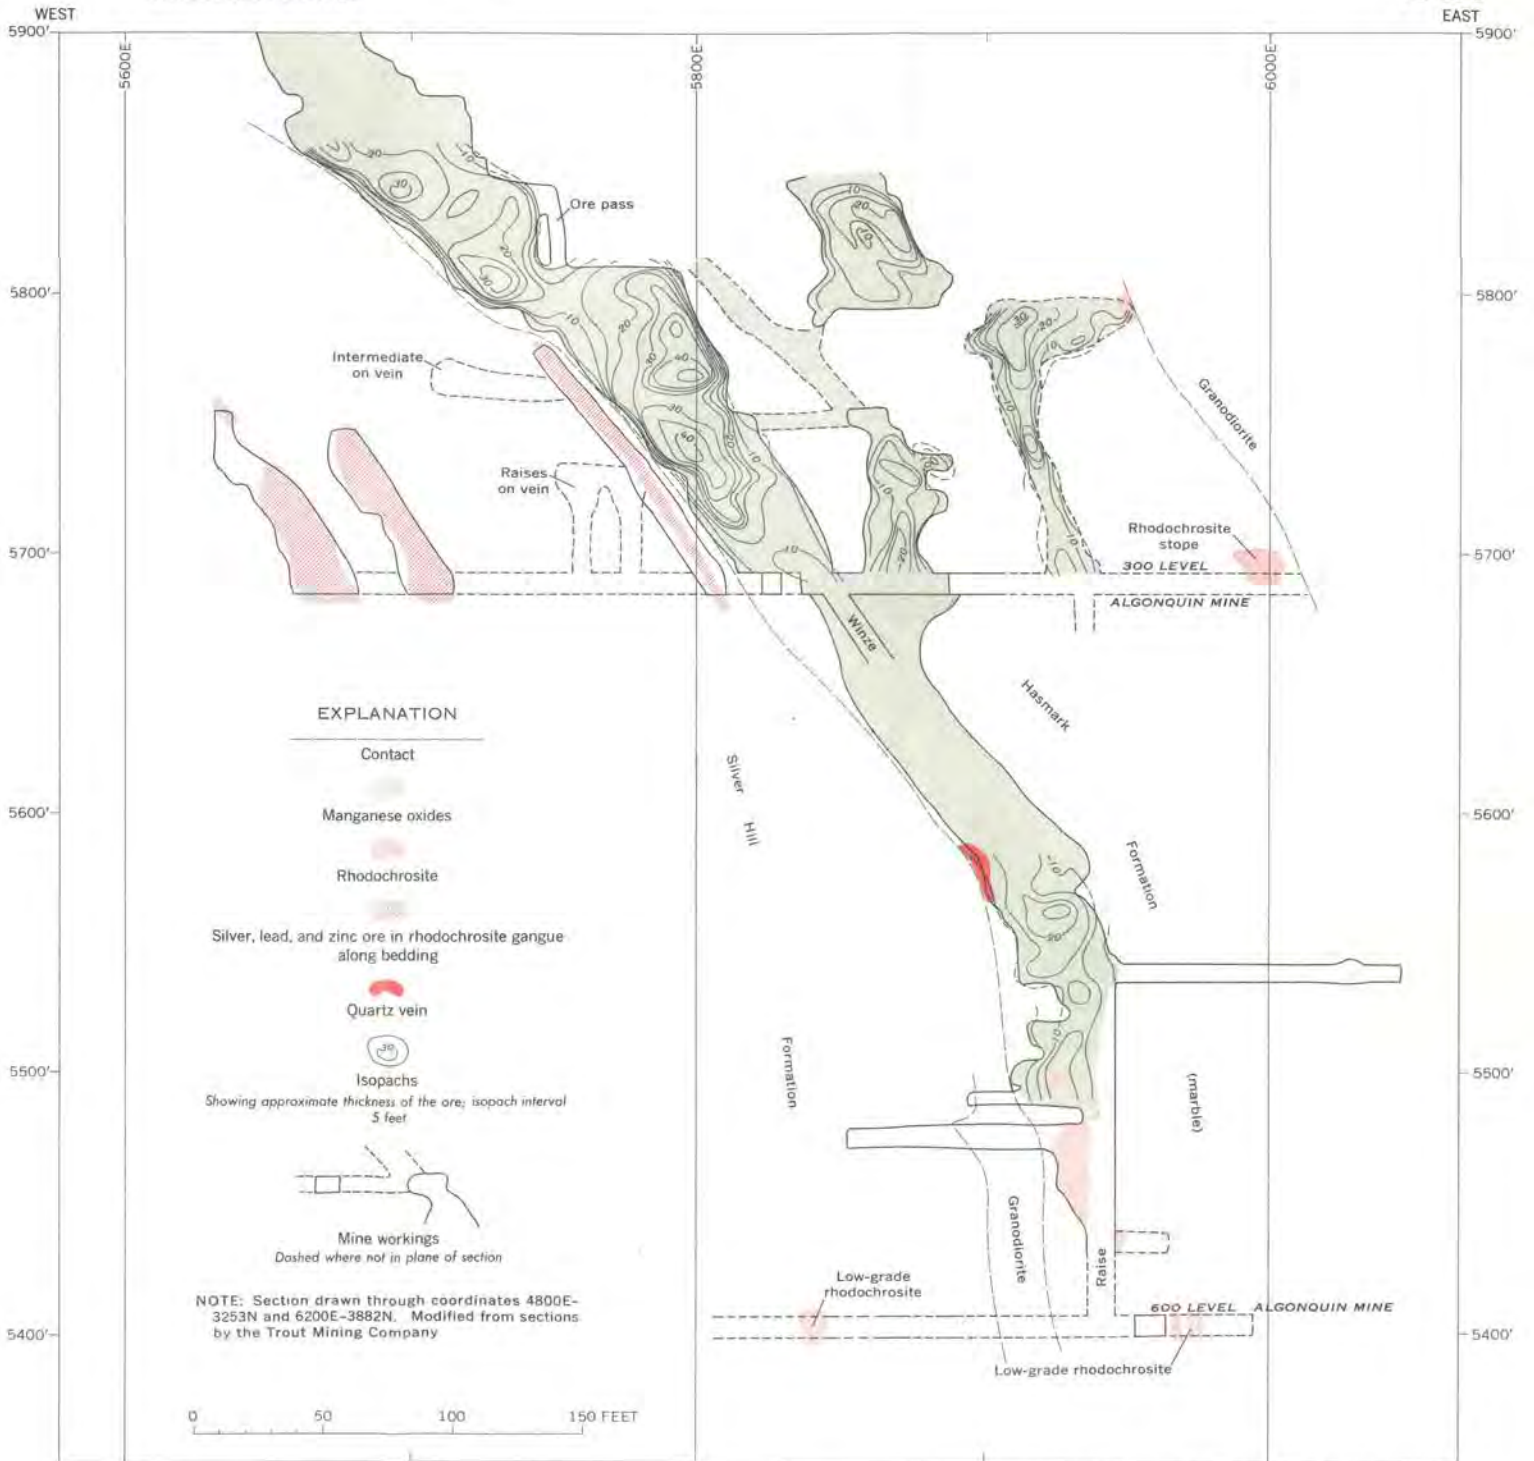 WEST
EAST
5900'
5900'
5600E
5800E
6000E
Ore pass
5800'
5800'
Intermediate
on vein
Granodiorite
Raises
on vein
Rhodochrosite
stope
5700'
5700'
300 LEVEL
ALGONQUIN MINE
Winze
Hasmark
EXPLANATION
Contact
Silver
Hill
5600'
5600'
Manganese oxides
Formation
Rhodochrosite
Silver, lead, and zinc ore in rhodochrosite gangue
along bedding
Quartz vein
30
Isopachs
Showing approximate thickness of the ore; isopach interval
5 feet
5500'
5500'
Formation
(marble)
Mine workings
Dashed where not in plane of section
Granodiorite
Raise
Low-grade
rhodochrosite
NOTE: Section drawn through coordinates 4800E-
3253N and 6200E-3882N. Modified from sections
by the Trout Mining Company
600 LEVEL ALGONQUIN MINE
5400'
5400'
Low-grade rhodochrosite
0 50 100 150 FEET